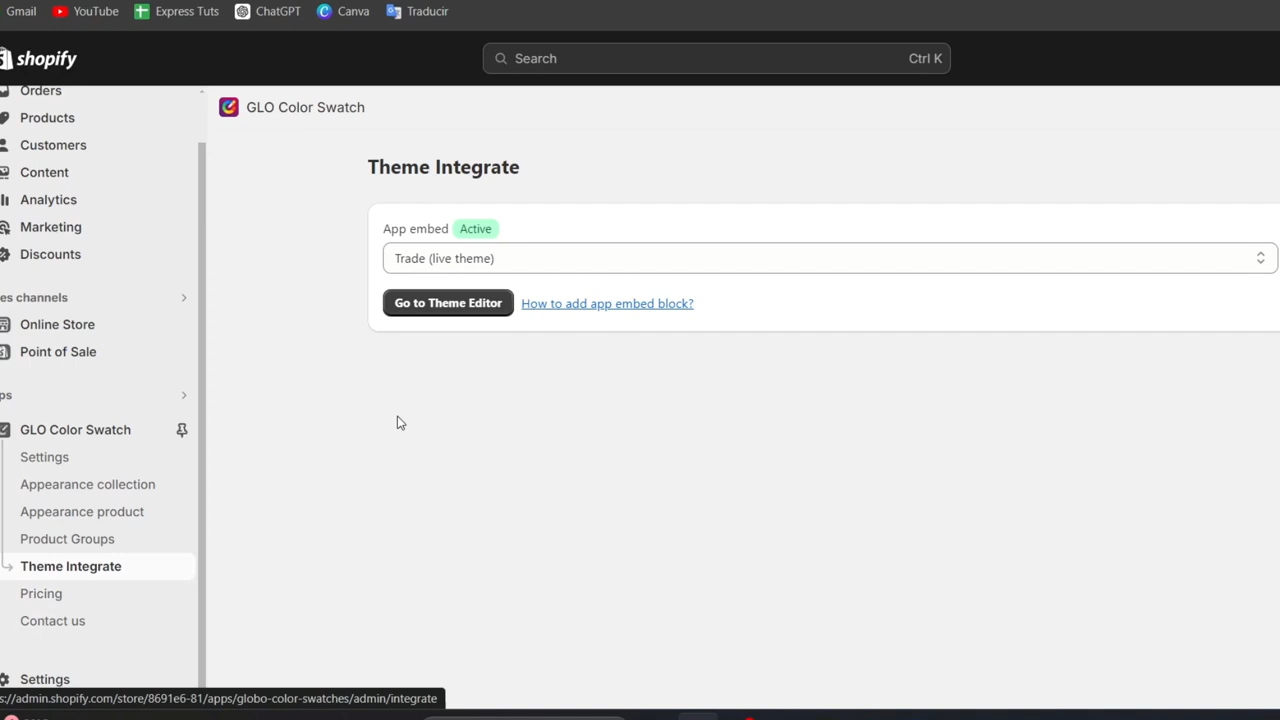 Gmail YouTube Express Tuts ChatGPT Canva Traducir
shopify
Search Ctrl K
Orders
Products
Customers
Content
Analytics
Marketing
Discounts
es channels
Online Store
Point of Sale
ps
GLO Color Swatch
Settings
Appearance collection
Appearance product
Product Groups
Theme Integrate
Pricing
Contact us
Settings
s://admin.shopify.com/store/8691e6-81/apps/globo-color-swatches/admin/integrate
GLO Color Swatch
Theme Integrate
App embed Active
Trade (live theme)
Go to Theme Editor How to add app embed block?